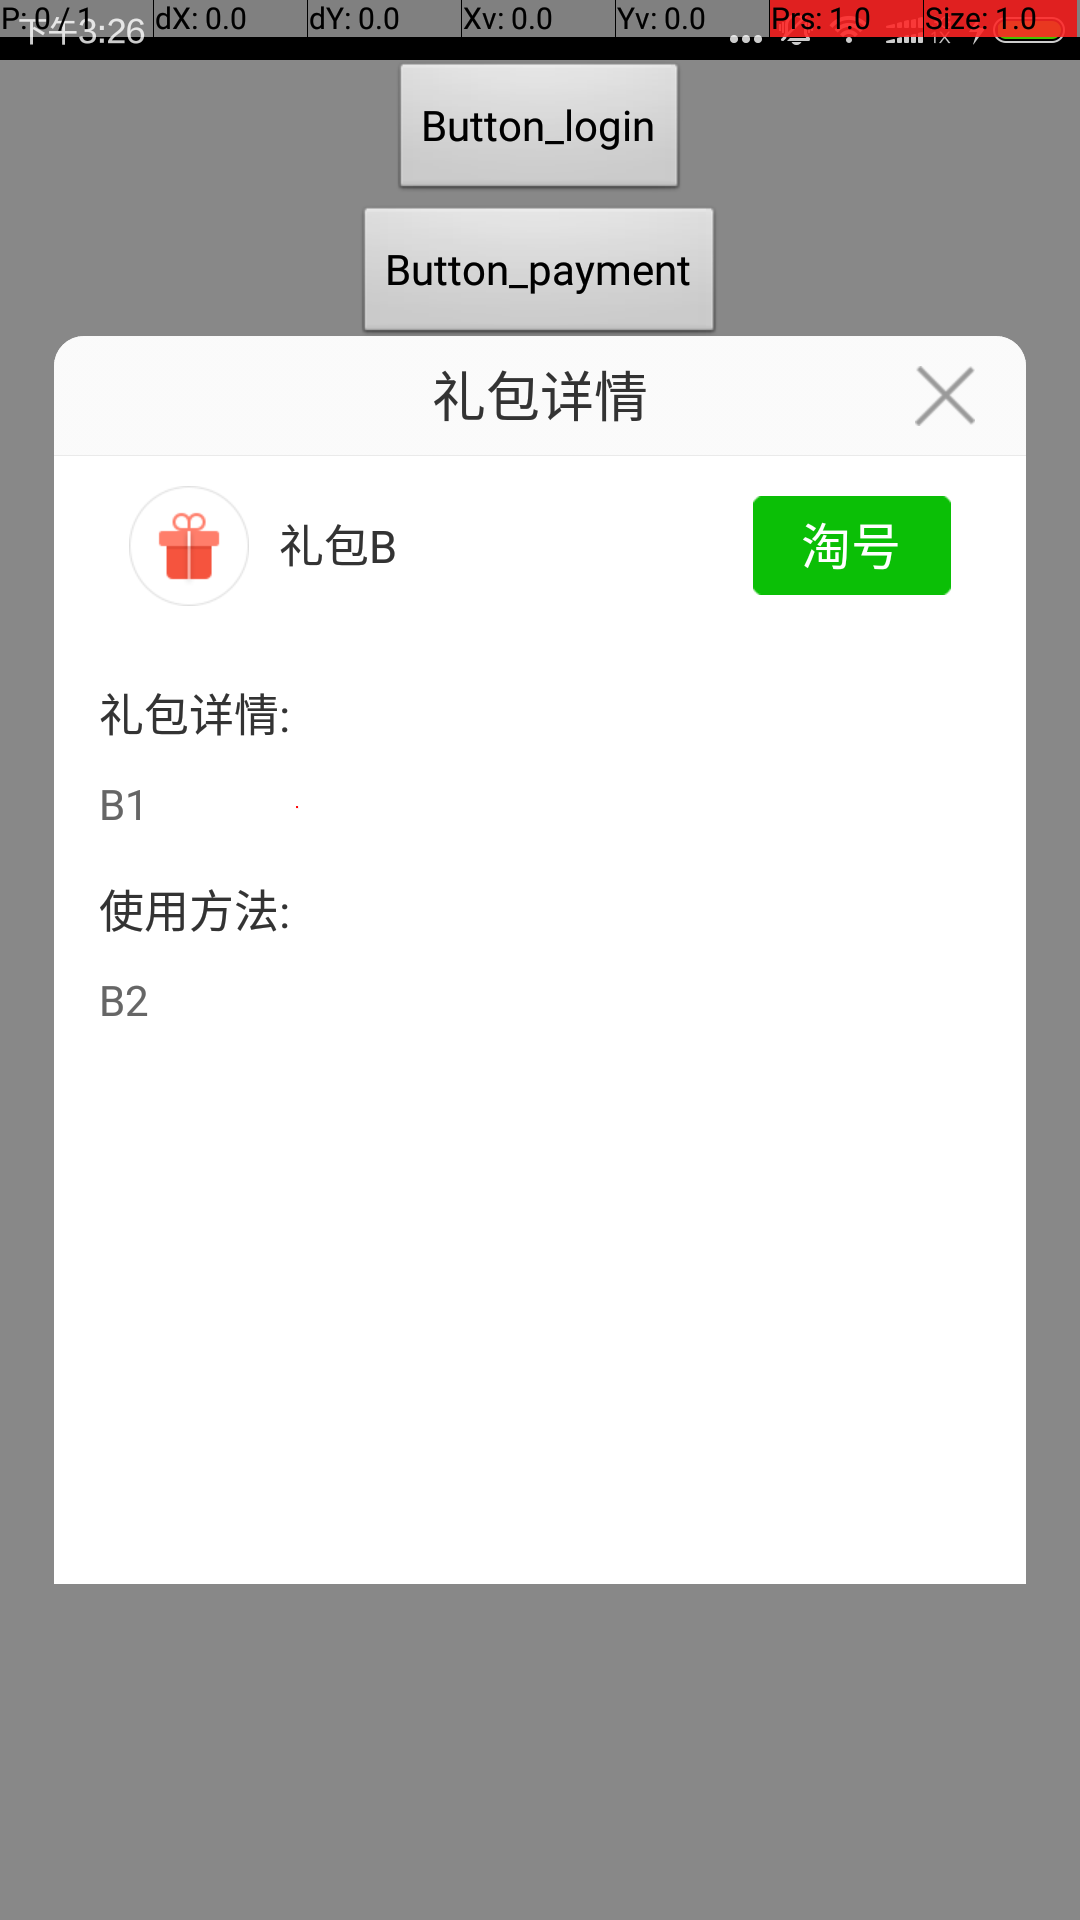 P: 0 / 1 dX: 0.0 dY: 0.0 Xv: 0.0 Yv: 0.0 Prs: 1.0 Size: 1.0
下午3:26 1X
Button_login
Button_payment
礼包详情
礼包B 淘号
礼包详情:
B1
使用方法:
B2